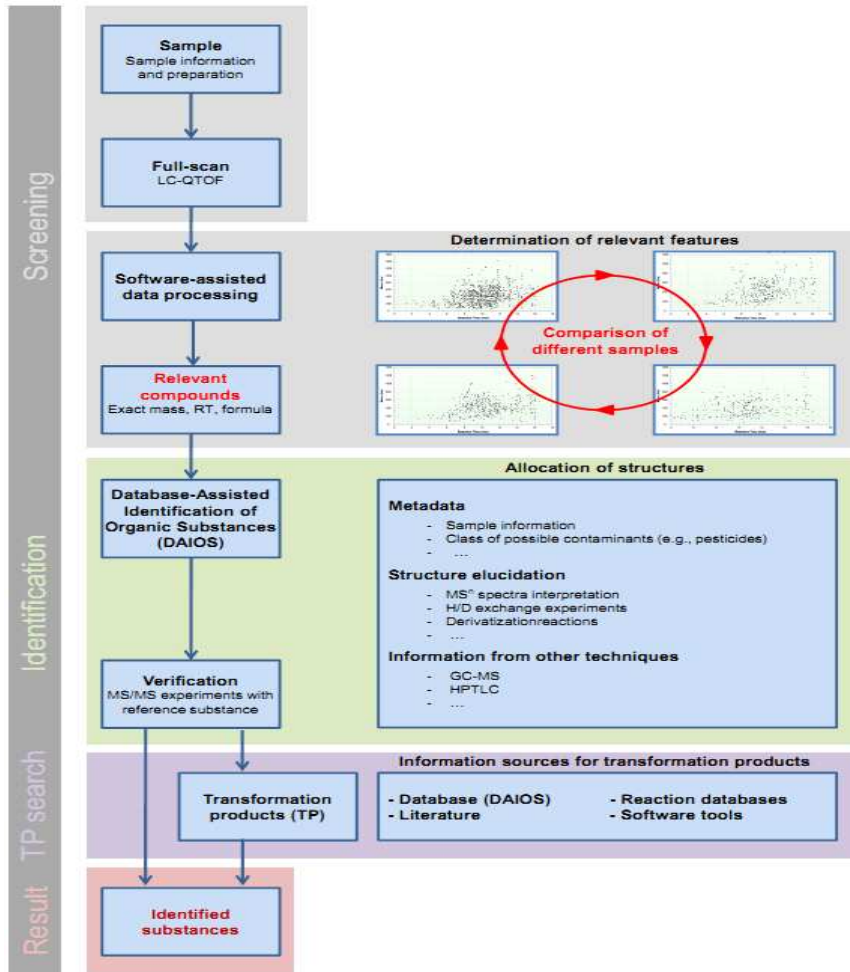 Screening
Identification
TP search
Result
Sample
Sample information
and preparation
Full-scan
LC-QTOF
Software-assisted
data processing
Relevant
compounds
Exact mass, RT, formula
Determination of relevant features
Comparison of
different samples
Database-Assisted
Identification of
Organic Substances
(DAIOS)
Verification
MS/MS experiments with
reference substance
Allocation of structures
Metadata
- Sample information
- Class of possible contaminants (e.g., pesticides)
- ...
Structure elucidation
- MSⁿ spectra interpretation
- H/D exchange experiments
- Derivatizationreactions
- ...
Information from other techniques
- GC-MS
- HPTLC
- ...
Transformation
products (TP)
Information sources for transformation products
- Database (DAIOS)
- Literature
- Reaction databases
- Software tools
Identified
substances